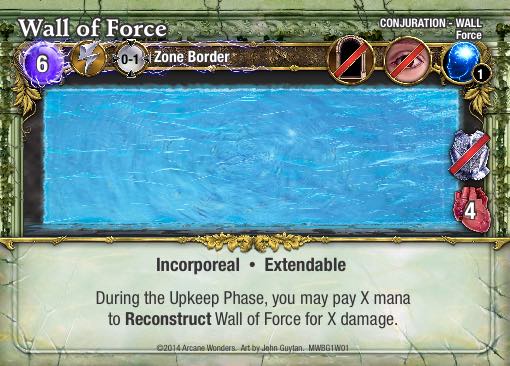 Wall of Force
CONJURATION - WALL
Force
6
0-1
Zone Border
1
4
Incorporeal • Extendable
During the Upkeep Phase, you may pay X mana
to Reconstruct Wall of Force for X damage.
©2014 Arcane Wonders. Art by John Guytan. MWBG1W01